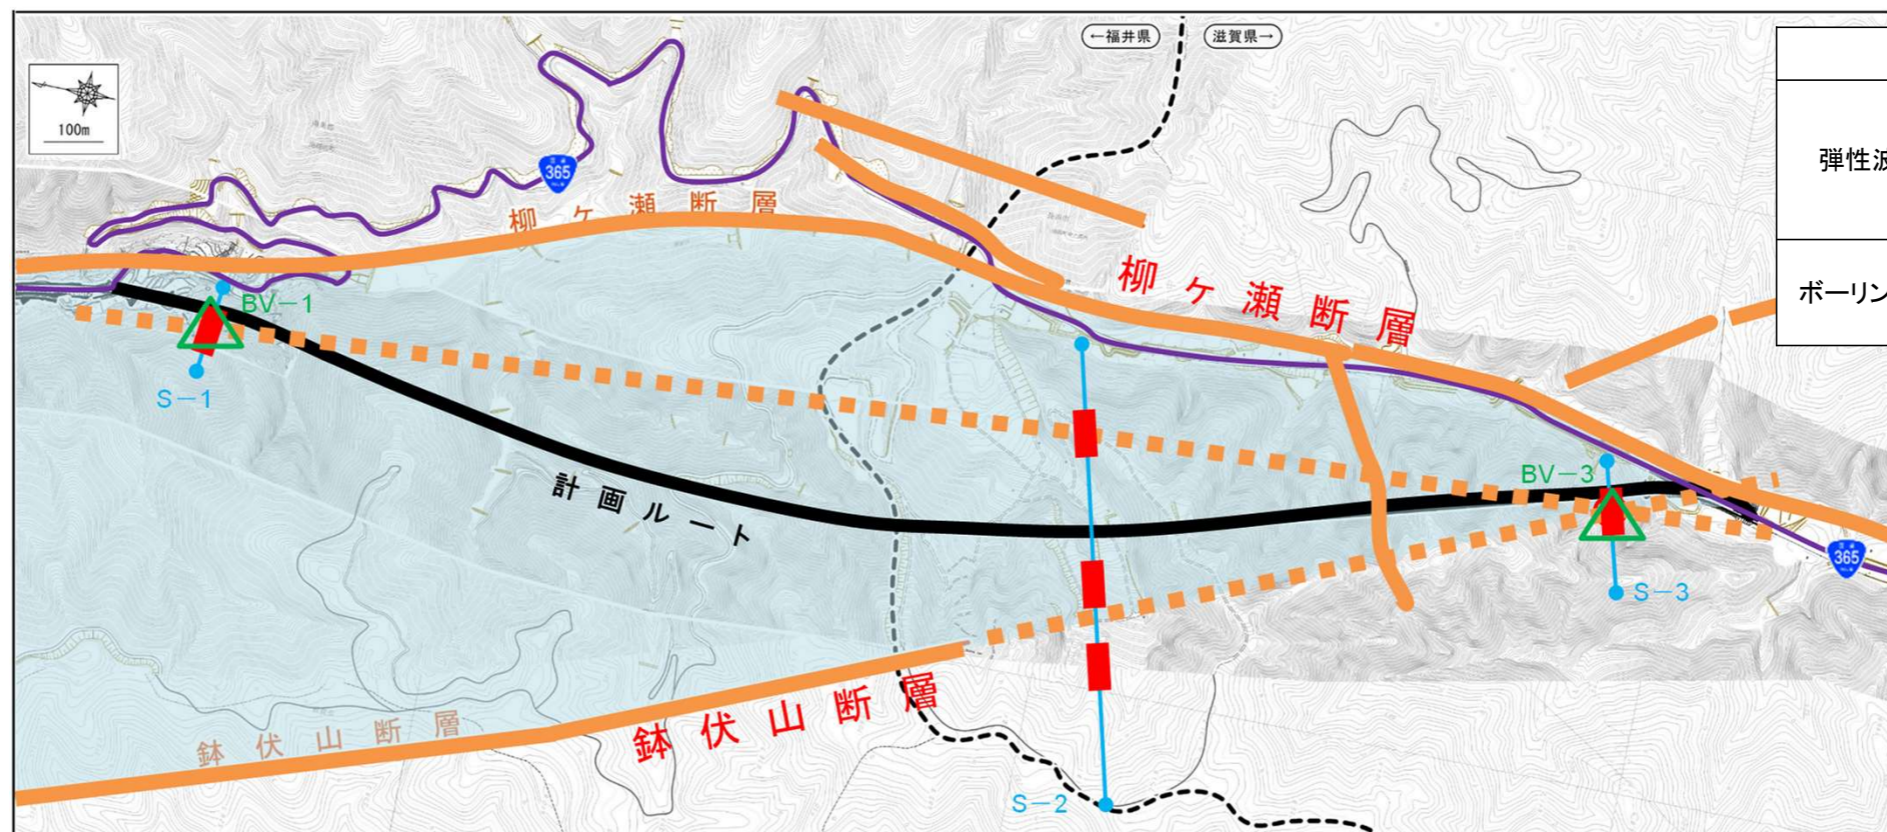 ←福井県
滋賀県→
100m
365
弾性波
柳ヶ瀬断層
柳ヶ瀬断層
ボーリン
BV－1
S－1
BV－3
計画ルート
365
S－3
鉢伏山断層
鉢伏山断層
S－2